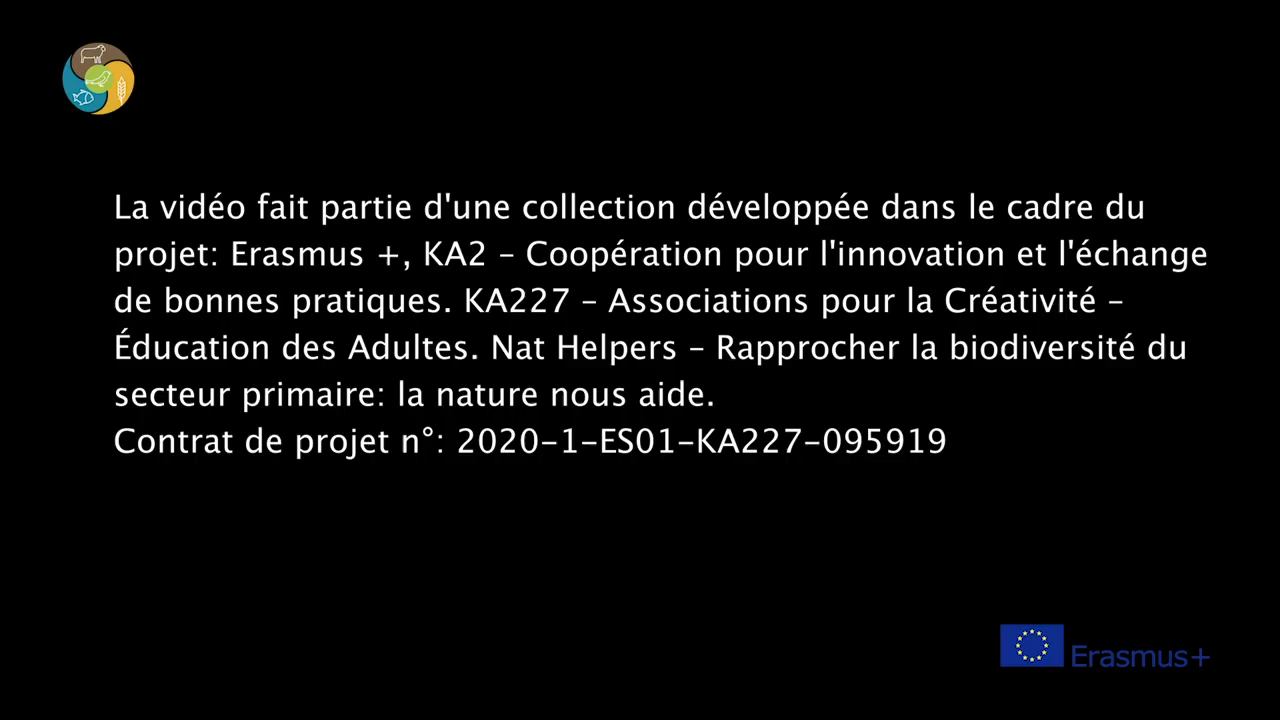 La vidéo fait partie d'une collection développée dans le cadre du
projet: Erasmus +, KA2 – Coopération pour l'innovation et l'échange
de bonnes pratiques. KA227 – Associations pour la Créativité –
Éducation des Adultes. Nat Helpers – Rapprocher la biodiversité du
secteur primaire: la nature nous aide.
Contrat de projet n°: 2020-1-ES01-KA227-095919
Erasmus+